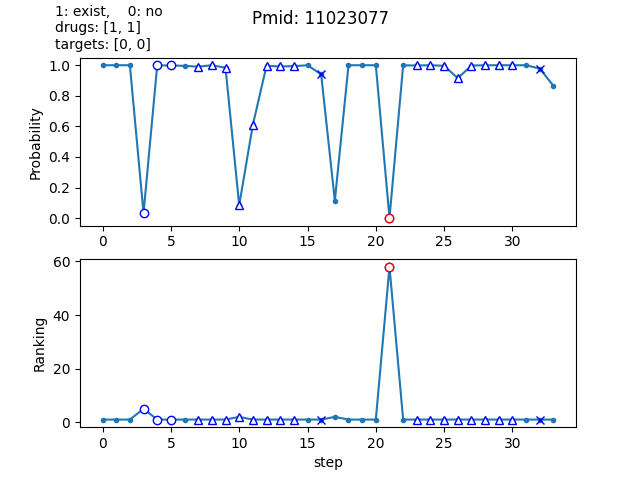 1: exist,    0: no
drugs: [1, 1]
targets: [0, 0]
Pmid: 11023077
Probability
1.0
0.8
0.6
0.4
0.2
0.0
0 5 10 15 20 25 30
Ranking
60
40
20
0
0 5 10 15 20 25 30
step